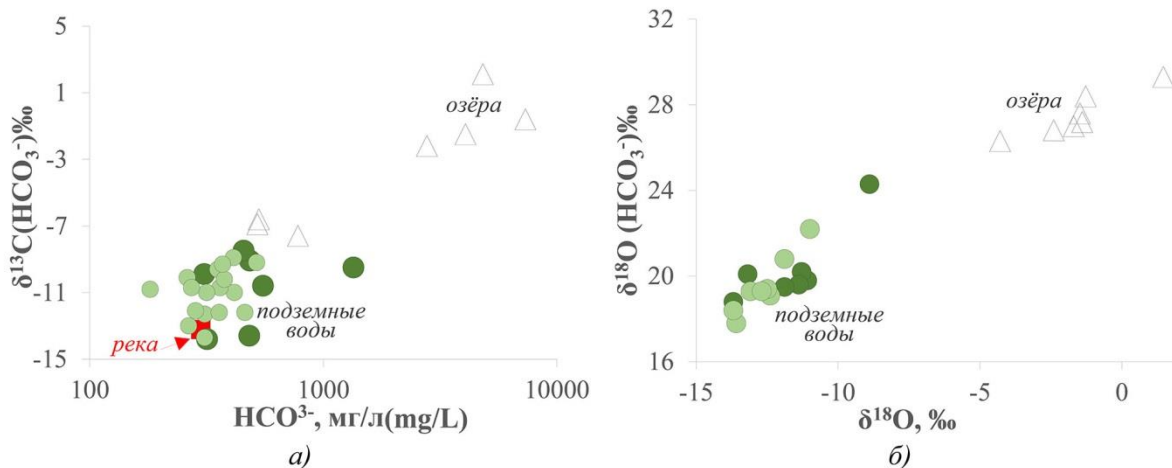 5
1
-3
-7
-11
-15
δ¹³C(HCO₃⁻)‰
озёра
подземные
воды
река
100
1000
10000
HCO³⁻, мг/л(mg/L)
а)
32
28
24
20
16
δ¹⁸O (HCO₃⁻)‰
озёра
подземные
воды
-15
-10
-5
0
δ¹⁸O, ‰
б)